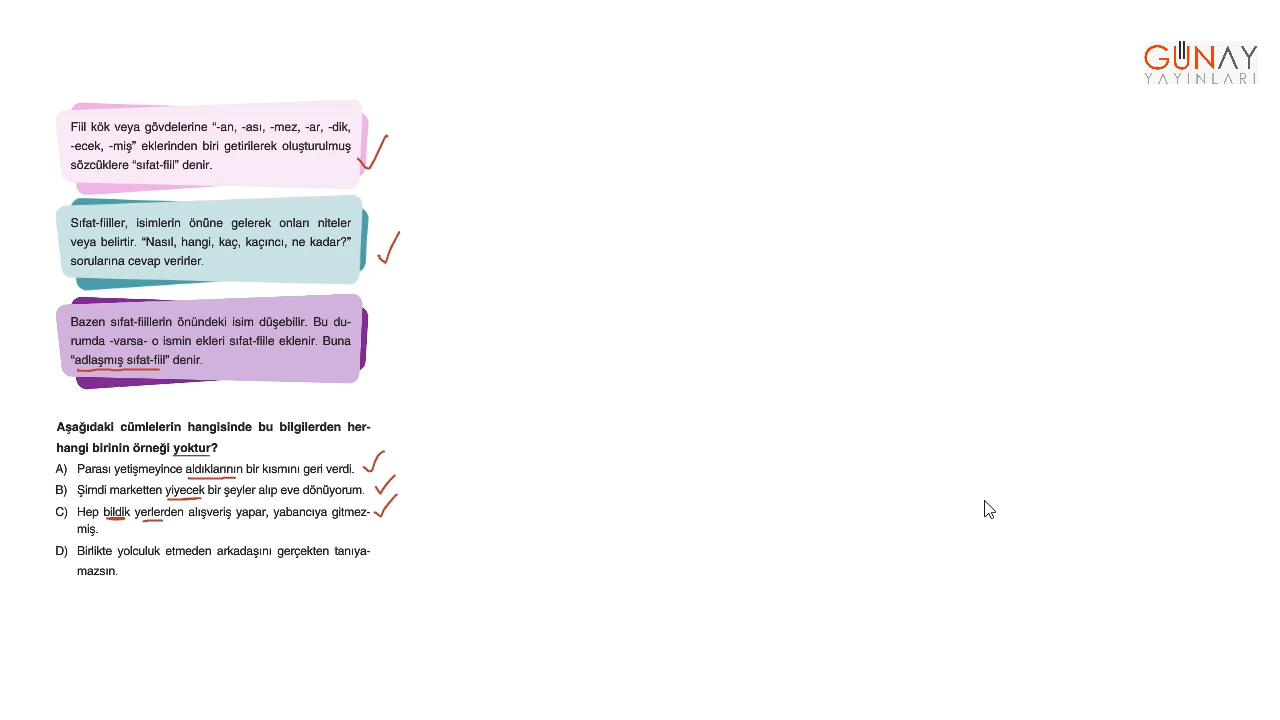 GÜNAY
YAYINLARI
Fiil kök veya gövdelerine “-an, -ası, -mez, -ar, -dik,
-ecek, -miş” eklerinden biri getirilerek oluşturulmuş
sözcüklere “sıfat-fiil” denir.
Sıfat-fiiller, isimlerin önüne gelerek onları niteler
veya belirtir. “Nasıl, hangi, kaç, kaçıncı, ne kadar?”
sorularına cevap verirler.
Bazen sıfat-fiillerin önündeki isim düşebilir. Bu du-
rumda -varsa- o ismin ekleri sıfat-fiile eklenir. Buna
“adlaşmış sıfat-fiil” denir.
Aşağıdaki cümlelerin hangisinde bu bilgilerden her-
hangi birinin örneği yoktur?
A) Parası yetişmeyince aldıklarının bir kısmını geri verdi.
B) Şimdi marketten yiyecek bir şeyler alıp eve dönüyorum.
C) Hep bildik yerlerden alışveriş yapar, yabancıya gitmez-
miş.
D) Birlikte yolculuk etmeden arkadaşını gerçekten tanıya-
mazsın.